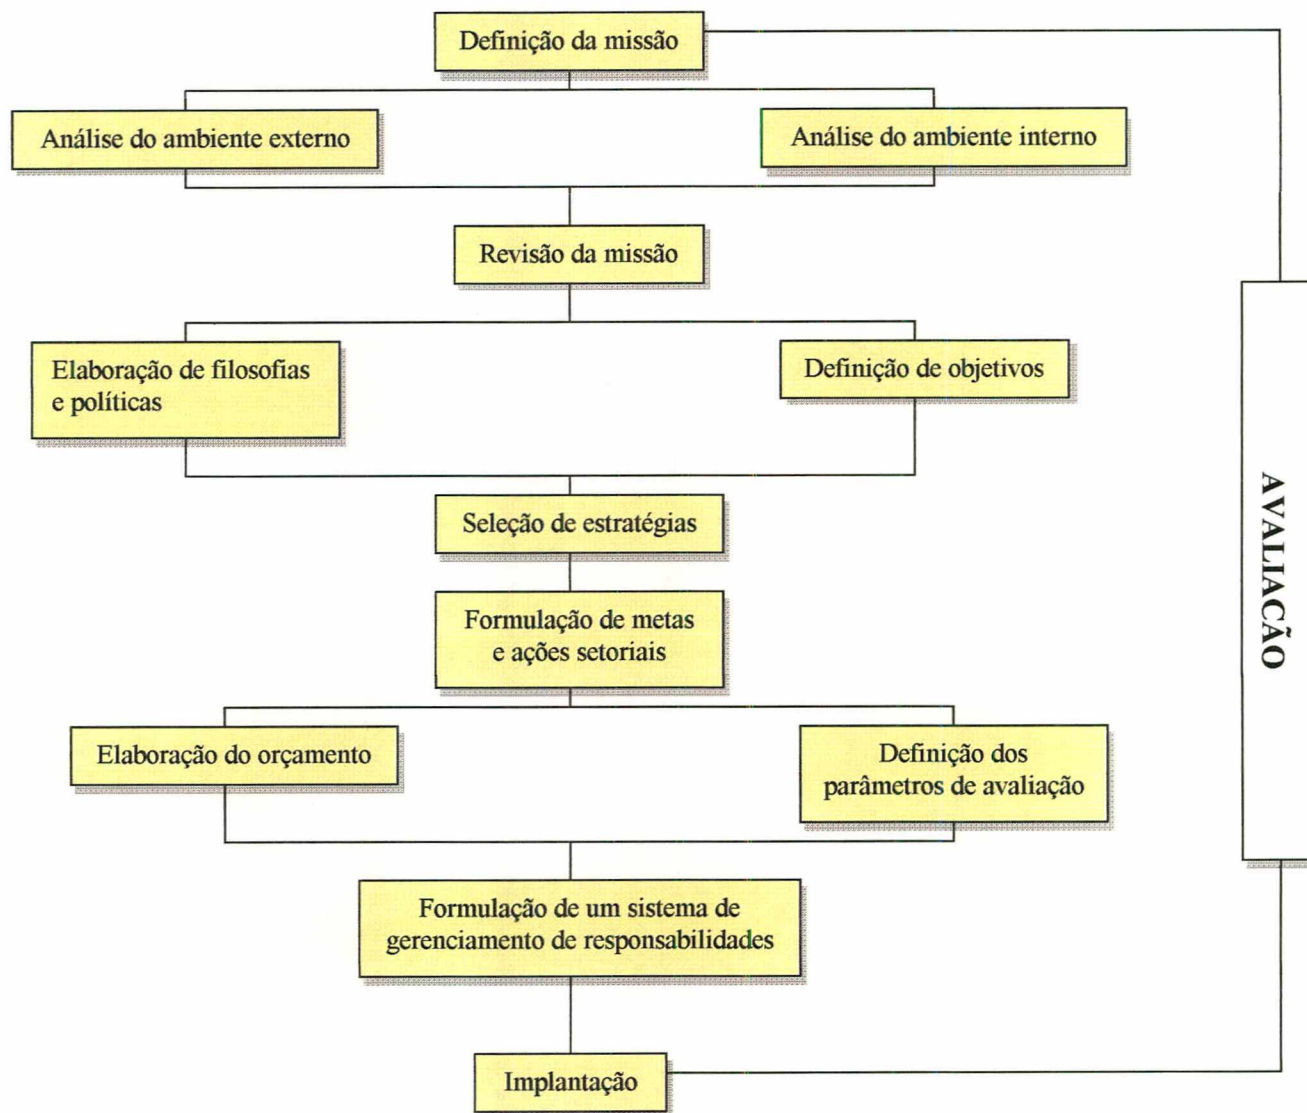 Definição da missão
Análise do ambiente externo
Análise do ambiente interno
Revisão da missão
Elaboração de filosofias
e políticas
Definição de objetivos
Seleção de estratégias
Formulação de metas
e ações setoriais
Elaboração do orçamento
Definição dos
parâmetros de avaliação
Formulação de um sistema de
gerenciamento de responsabilidades
Implantação
AVALIACÃO